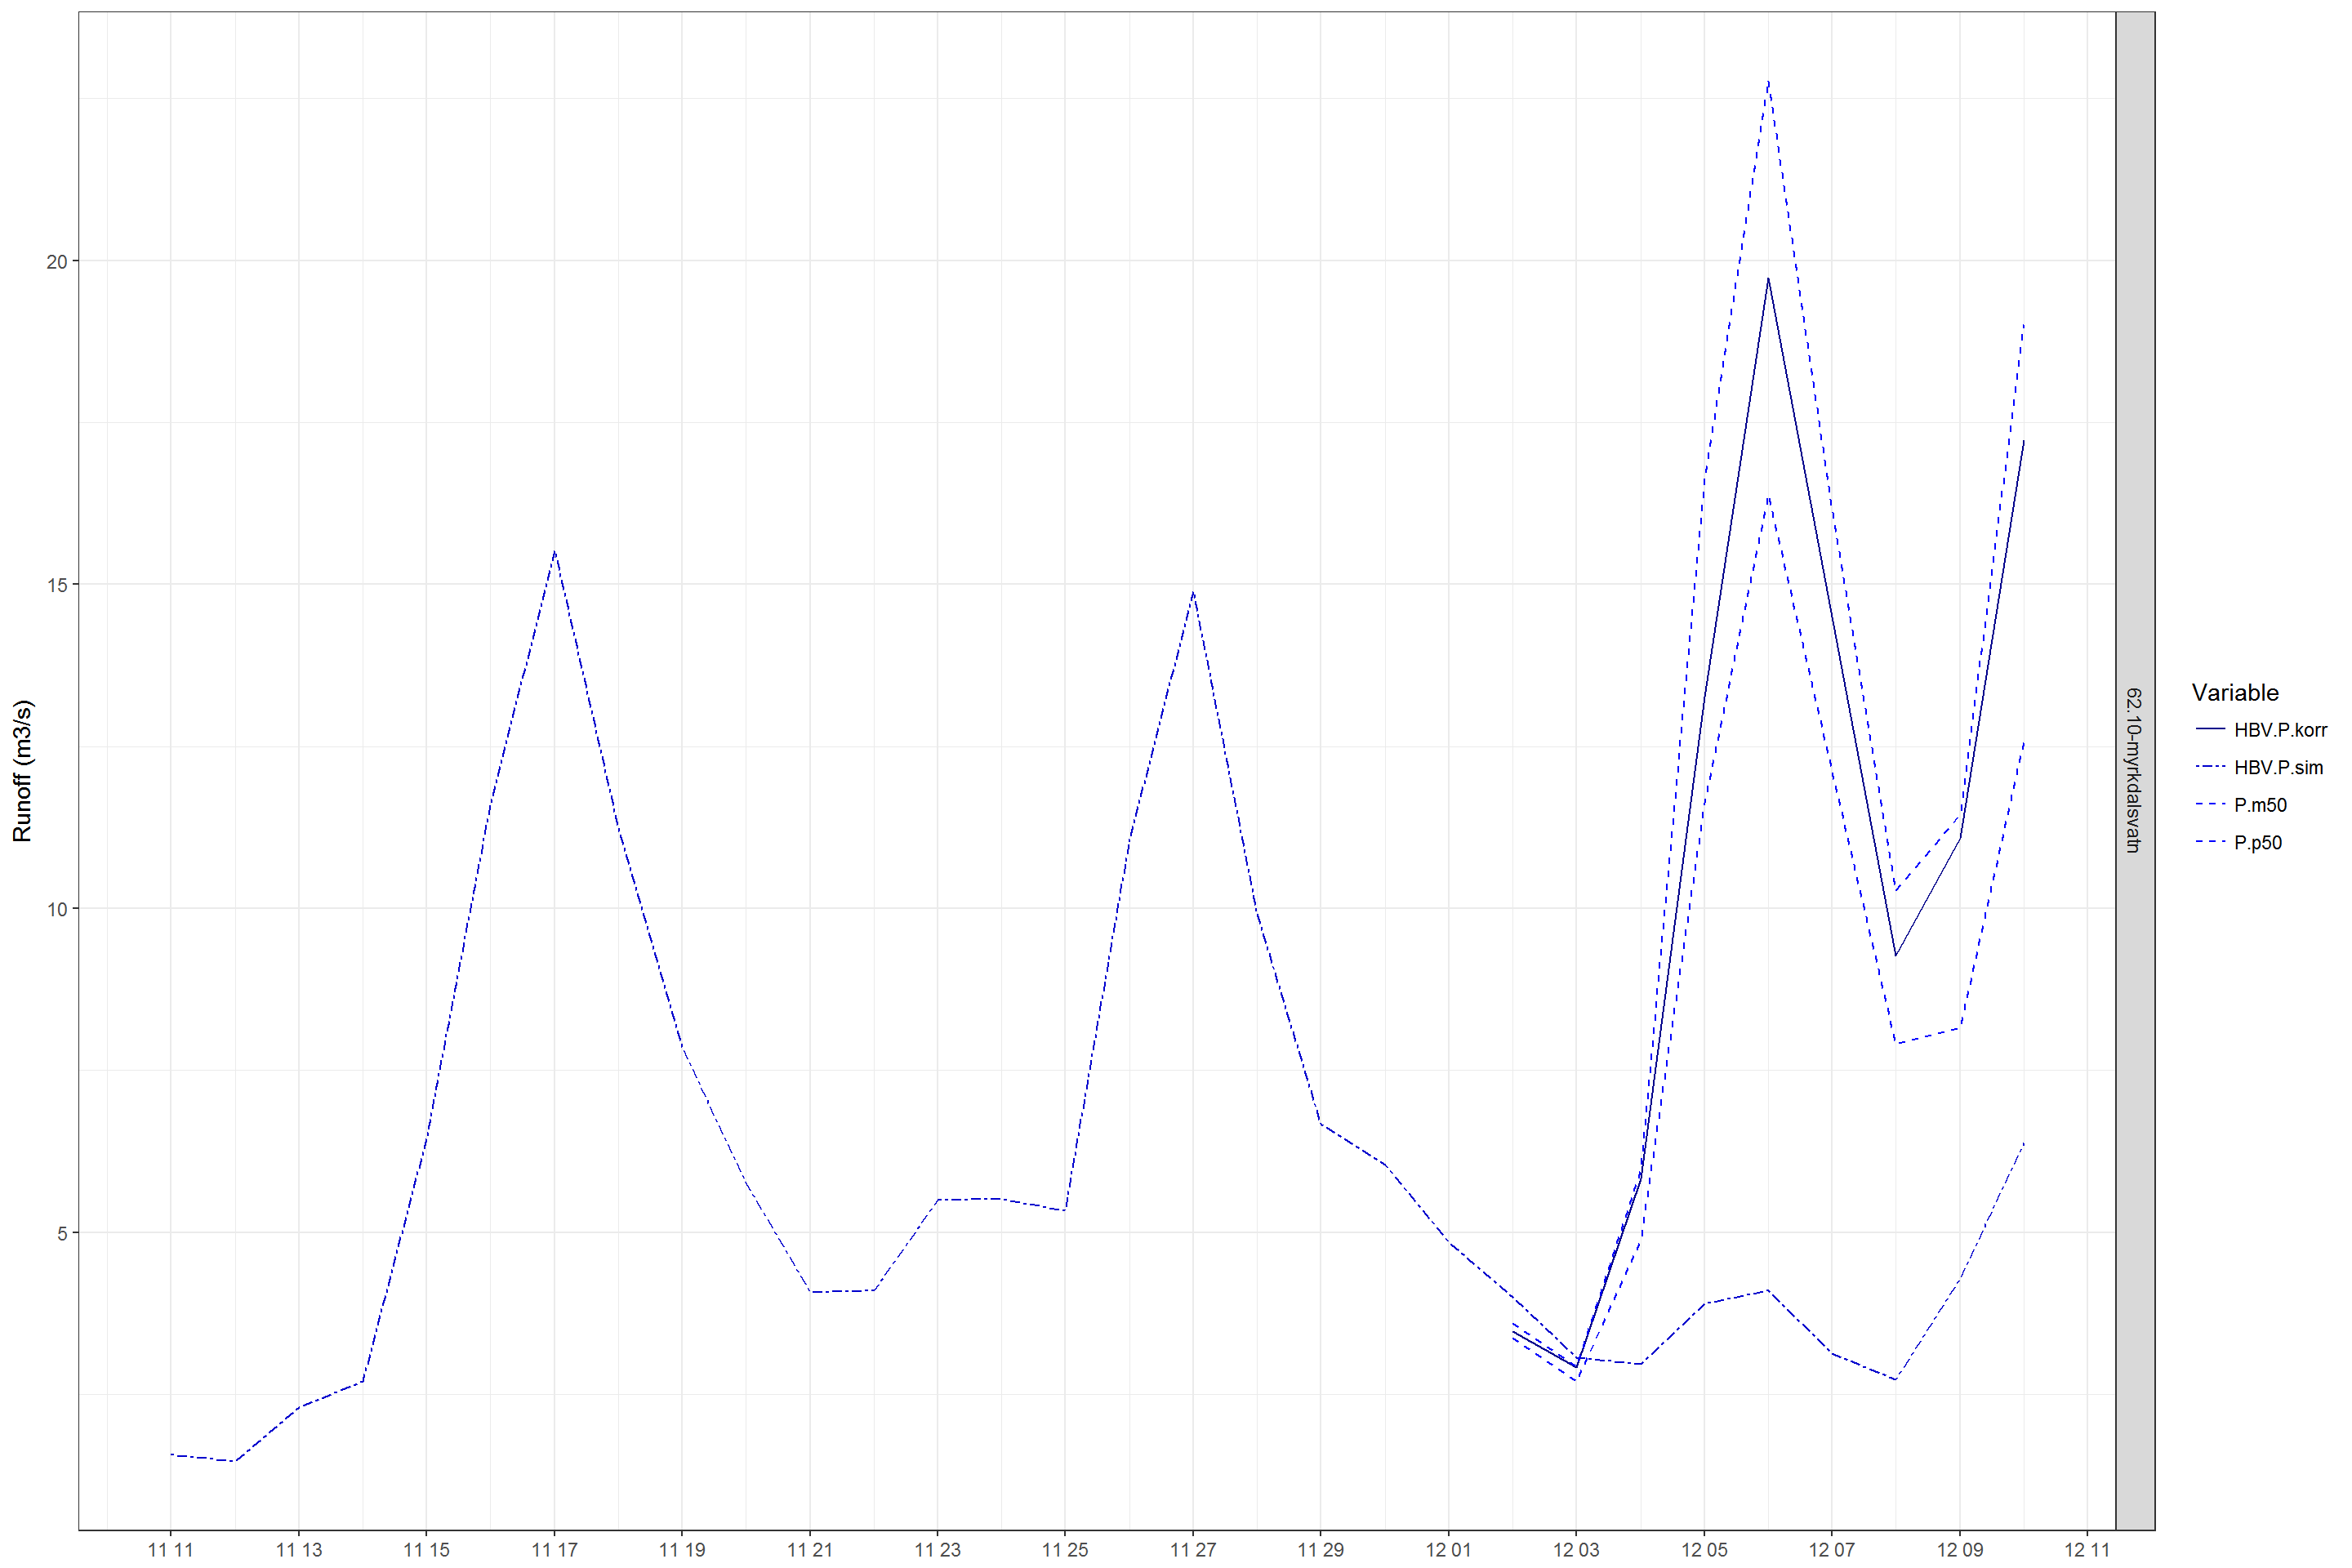 Runoff (m3/s)
20
15
10
5
11 11
11 13
11 15
11 17
11 19
11 21
11 23
11 25
11 27
11 29
12 01
12 03
12 05
12 07
12 09
12 11
62.10-myrkdalsvatn
Variable
HBV.P.korr
HBV.P.sim
P.m50
P.p50